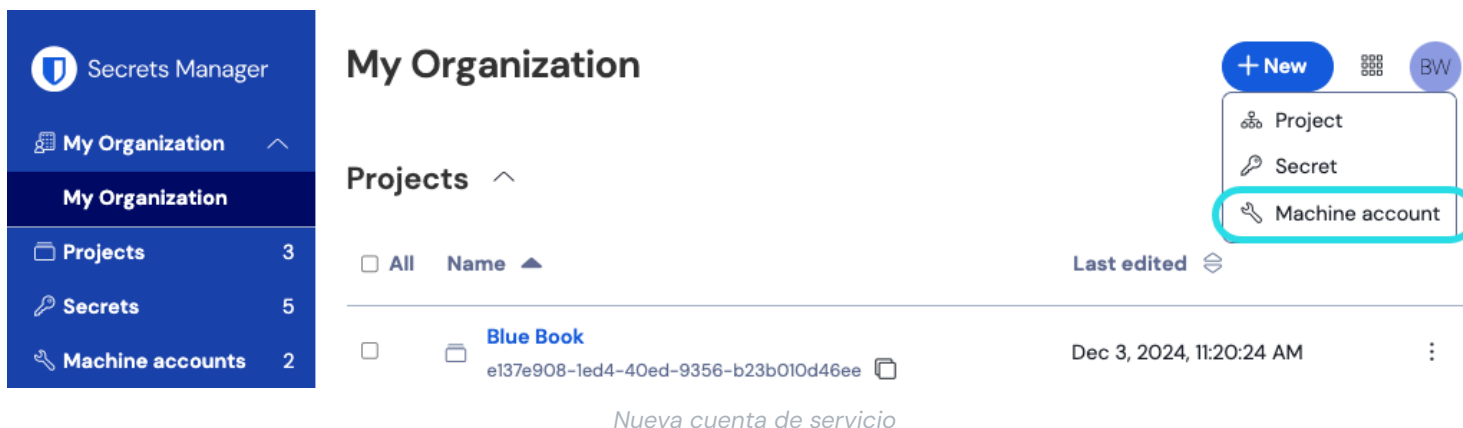 Secrets Manager
My Organization
My Organization
Projects 3
Secrets 5
Machine accounts 2
My Organization
+ New
BW
Project
Secret
Machine account
Projects
All Name Last edited
Blue Book
e137e908-1ed4-40ed-9356-b23b010d46ee
Dec 3, 2024, 11:20:24 AM
Nueva cuenta de servicio